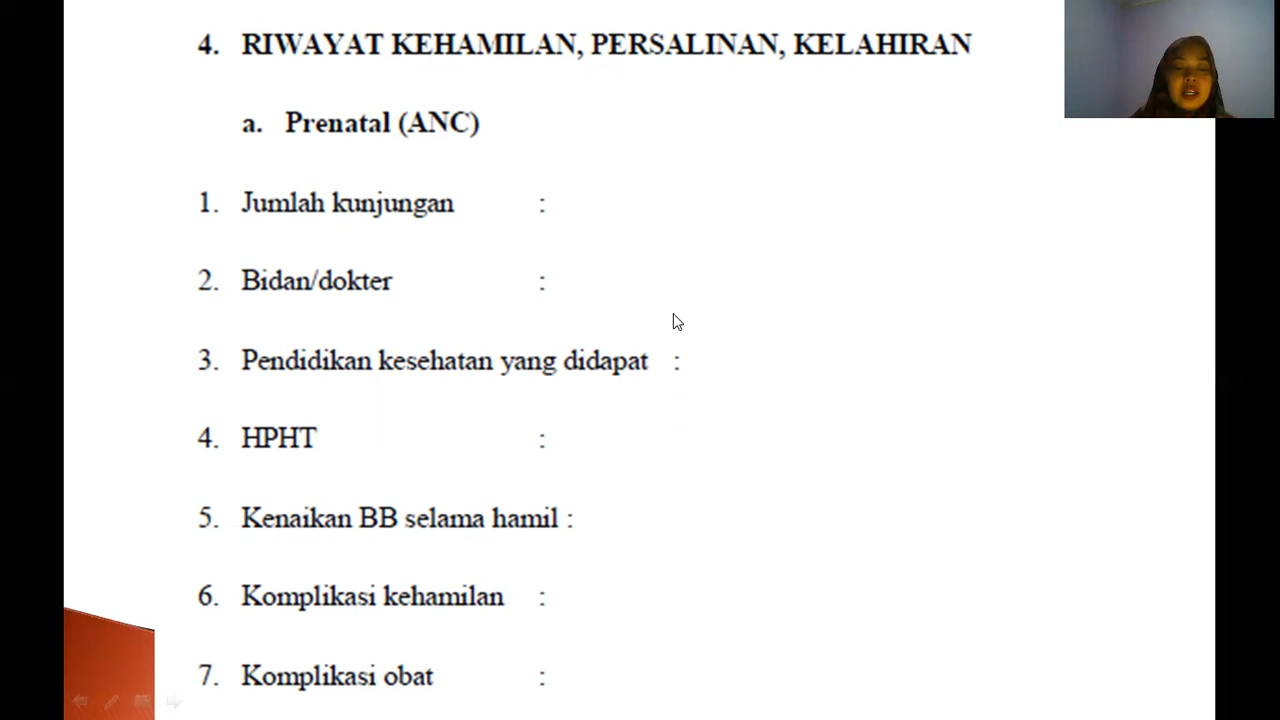 4. RIWAYAT KEHAMILAN, PERSALINAN, KELAHIRAN
a. Prenatal (ANC)
1. Jumlah kunjungan :
2. Bidan/dokter :
3. Pendidikan kesehatan yang didapat :
4. HPHT :
5. Kenaikan BB selama hamil :
6. Komplikasi kehamilan :
7. Komplikasi obat :